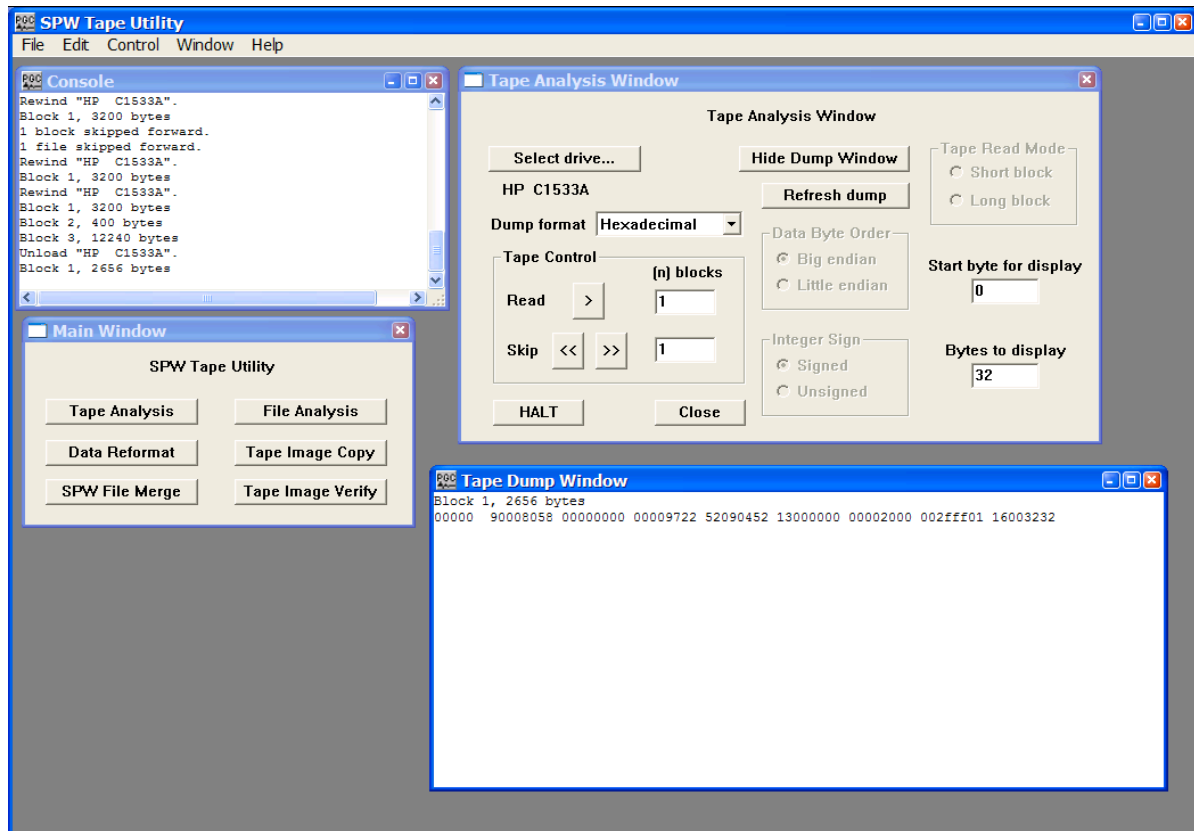 SPW Tape Utility
File Edit Control Window Help
Console
Rewind "HP C1533A".
Block 1, 3200 bytes
1 block skipped forward.
1 file skipped forward.
Rewind "HP C1533A".
Block 1, 3200 bytes
Rewind "HP C1533A".
Block 1, 3200 bytes
Block 2, 400 bytes
Block 3, 12240 bytes
Unload "HP C1533A".
Block 1, 2656 bytes
Main Window
SPW Tape Utility
Tape Analysis File Analysis
Data Reformat Tape Image Copy
SPW File Merge Tape Image Verify
Tape Analysis Window
Tape Analysis Window
Select drive...
HP C1533A
Dump format Hexadecimal
Tape Control
(n) blocks
Read > 1
Skip << >> 1
HALT Close
Hide Dump Window
Refresh dump
Data Byte Order
Big endian
Little endian
Integer Sign
Signed
Unsigned
Tape Read Mode
Short block
Long block
Start byte for display
0
Bytes to display
32
Tape Dump Window
Block 1, 2656 bytes
00000 90008058 00000000 00009722 52090452 13000000 00002000 002fff01 16003232